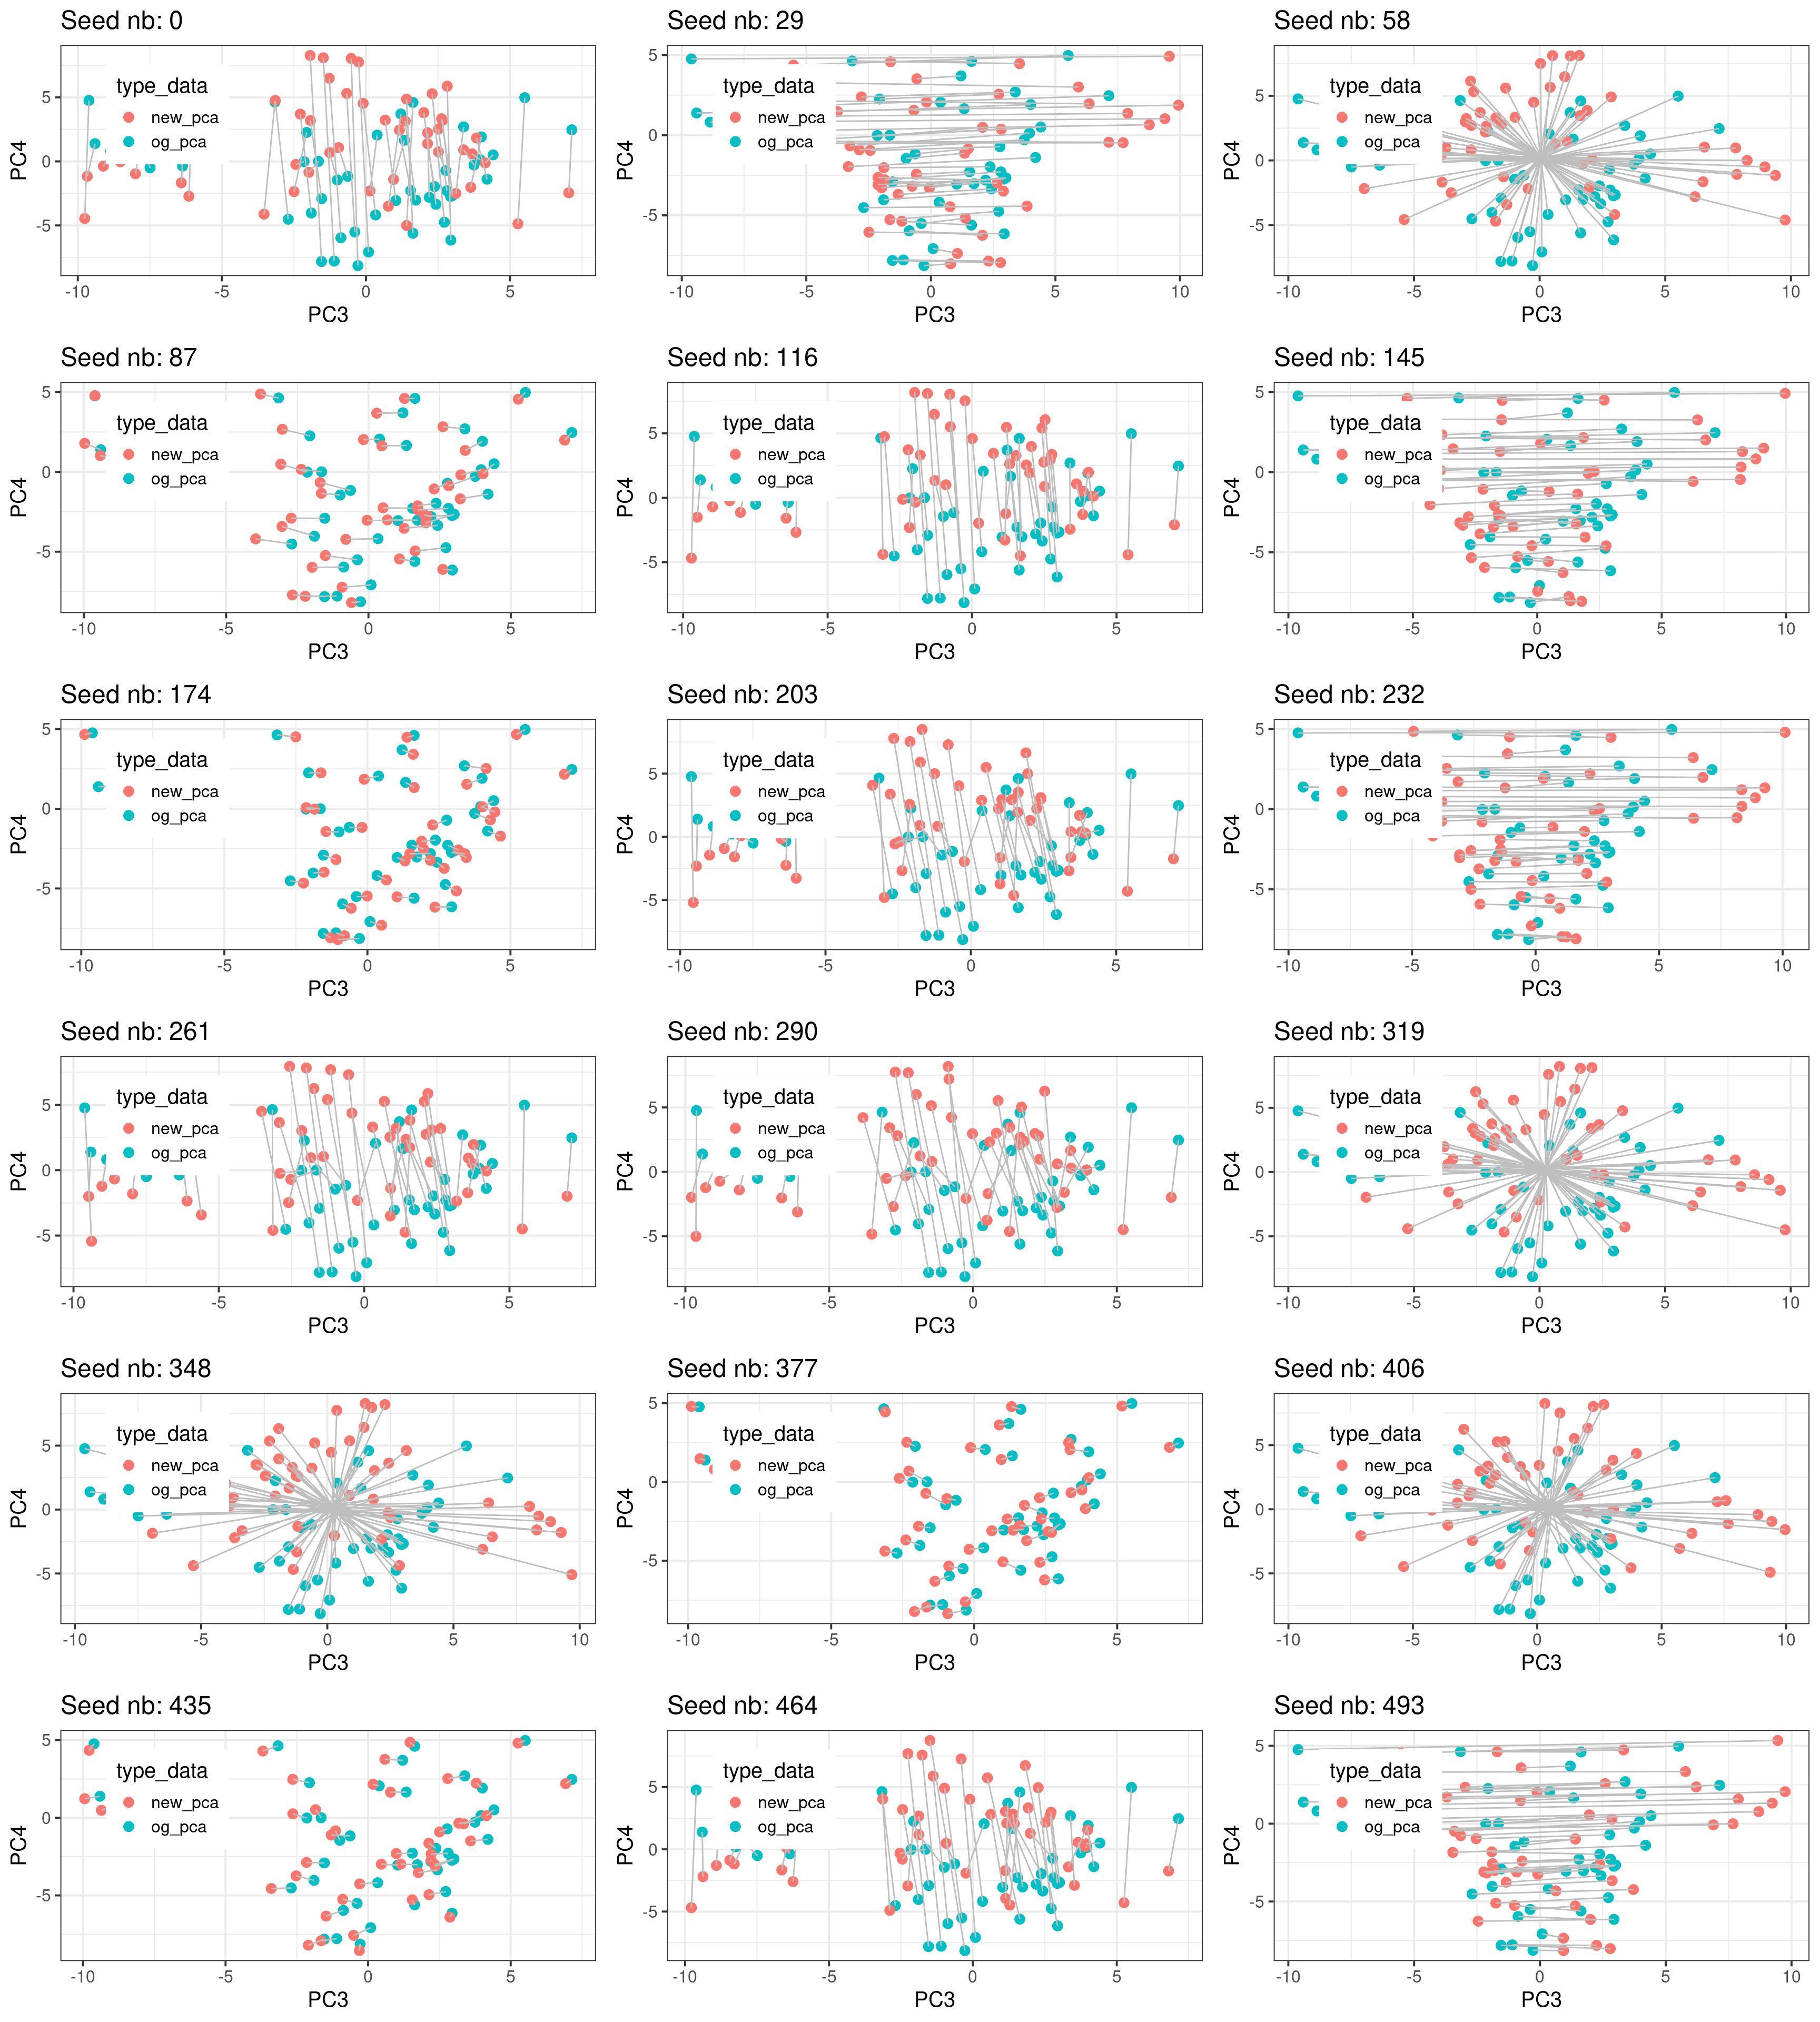 Seed nb: 0
type_data
new_pca
og_pca
PC4
5
0
-5
-10 -5 0 5
PC3
Seed nb: 29
type_data
new_pca
og_pca
PC4
5
0
-5
-10 -5 0 5 10
PC3
Seed nb: 58
type_data
new_pca
og_pca
PC4
5
0
-5
-10 -5 0 5 10
PC3
Seed nb: 87
type_data
new_pca
og_pca
PC4
5
0
-5
-10 -5 0 5
PC3
Seed nb: 116
type_data
new_pca
og_pca
PC4
5
0
-5
-10 -5 0 5
PC3
Seed nb: 145
type_data
new_pca
og_pca
PC4
5
0
-5
-10 -5 0 5 10
PC3
Seed nb: 174
type_data
new_pca
og_pca
PC4
5
0
-5
-10 -5 0 5
PC3
Seed nb: 203
type_data
new_pca
og_pca
PC4
5
0
-5
-10 -5 0 5
PC3
Seed nb: 232
type_data
new_pca
og_pca
PC4
5
0
-5
-10 -5 0 5 10
PC3
Seed nb: 261
type_data
new_pca
og_pca
PC4
5
0
-5
-10 -5 0 5
PC3
Seed nb: 290
type_data
new_pca
og_pca
PC4
5
0
-5
-10 -5 0 5
PC3
Seed nb: 319
type_data
new_pca
og_pca
PC4
5
0
-5
-10 -5 0 5 10
PC3
Seed nb: 348
type_data
new_pca
og_pca
PC4
5
0
-5
-10 -5 0 5 10
PC3
Seed nb: 377
type_data
new_pca
og_pca
PC4
5
0
-5
-10 -5 0 5
PC3
Seed nb: 406
type_data
new_pca
og_pca
PC4
5
0
-5
-10 -5 0 5 10
PC3
Seed nb: 435
type_data
new_pca
og_pca
PC4
5
0
-5
-10 -5 0 5
PC3
Seed nb: 464
type_data
new_pca
og_pca
PC4
5
0
-5
-10 -5 0 5
PC3
Seed nb: 493
type_data
new_pca
og_pca
PC4
5
0
-5
-10 -5 0 5 10
PC3